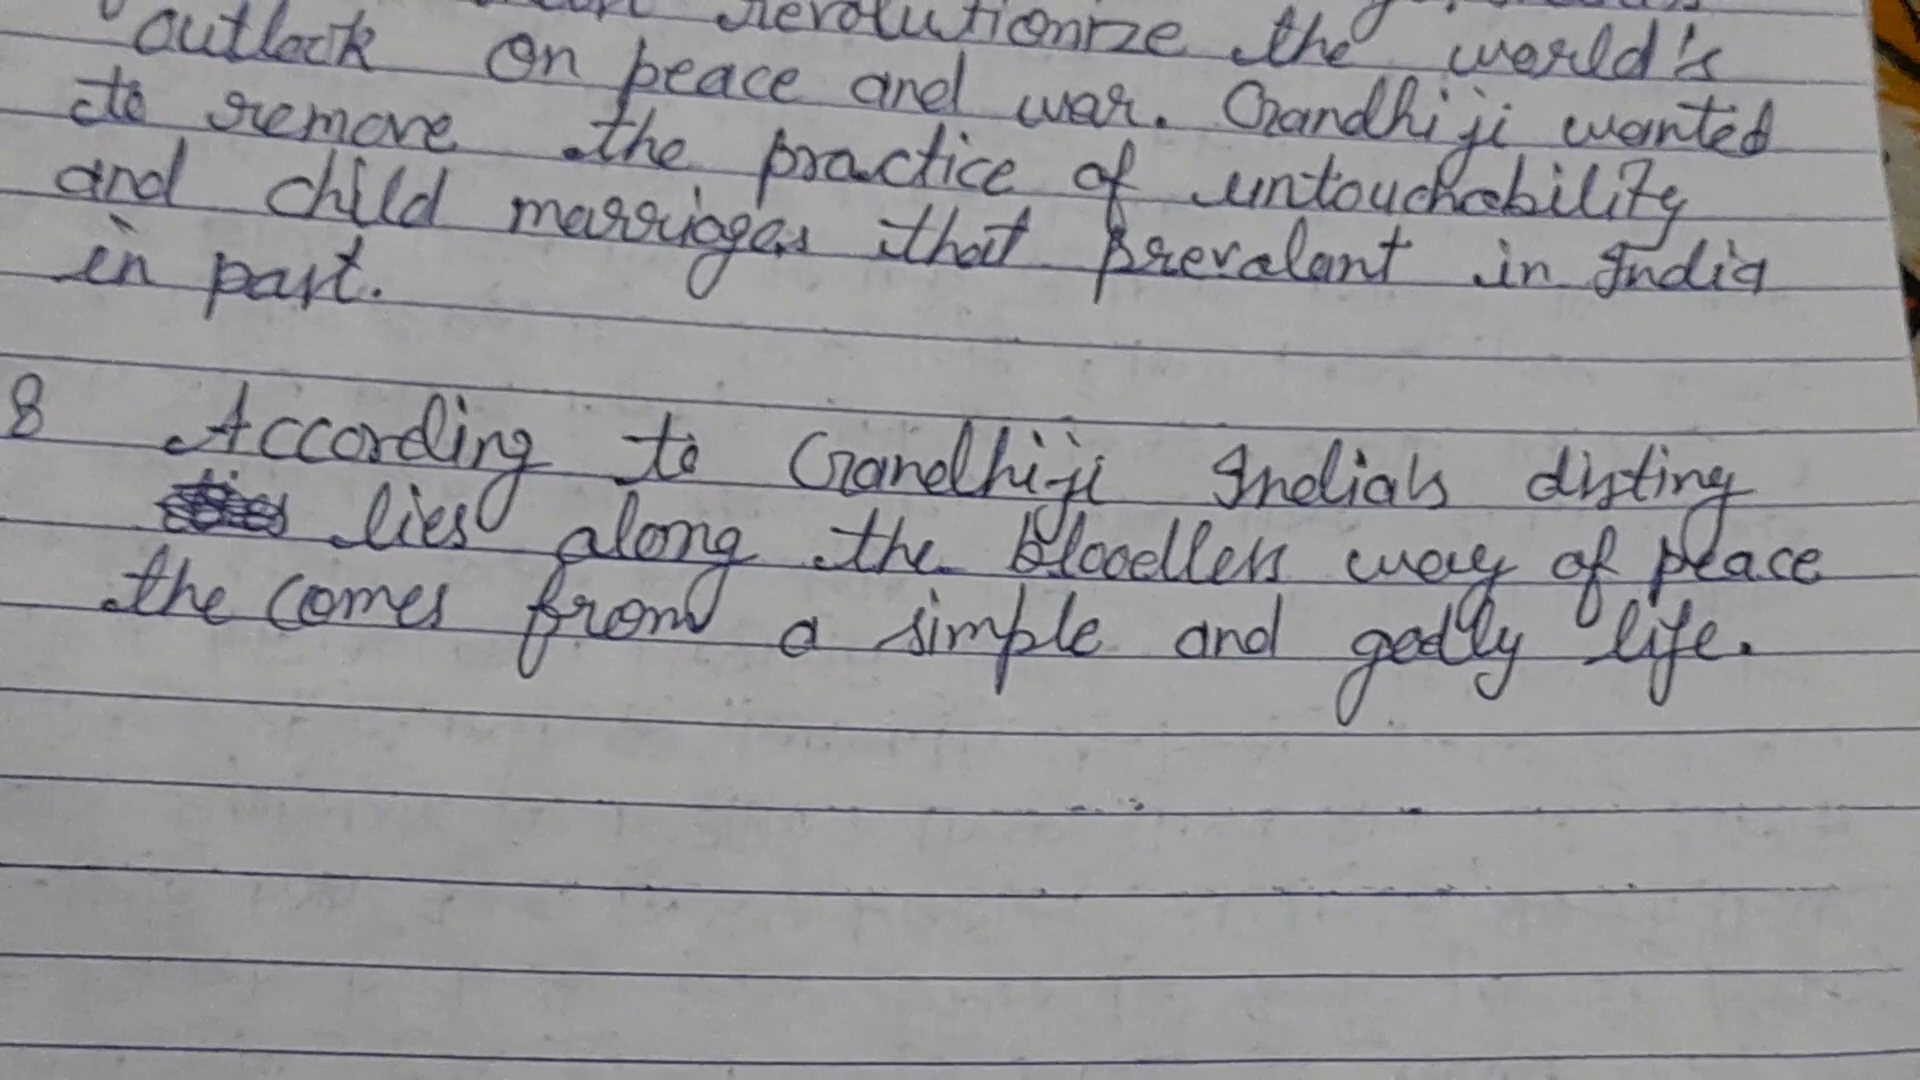 revolutionize the world's
outlook on peace and war. Gandhiji wanted
to remove the practice of untouchability
and child marriages that prevalant in India
in past.
8 According to Gandhiji India's disting
lies along the bloodless way of peace
the comes from a simple and godly life.